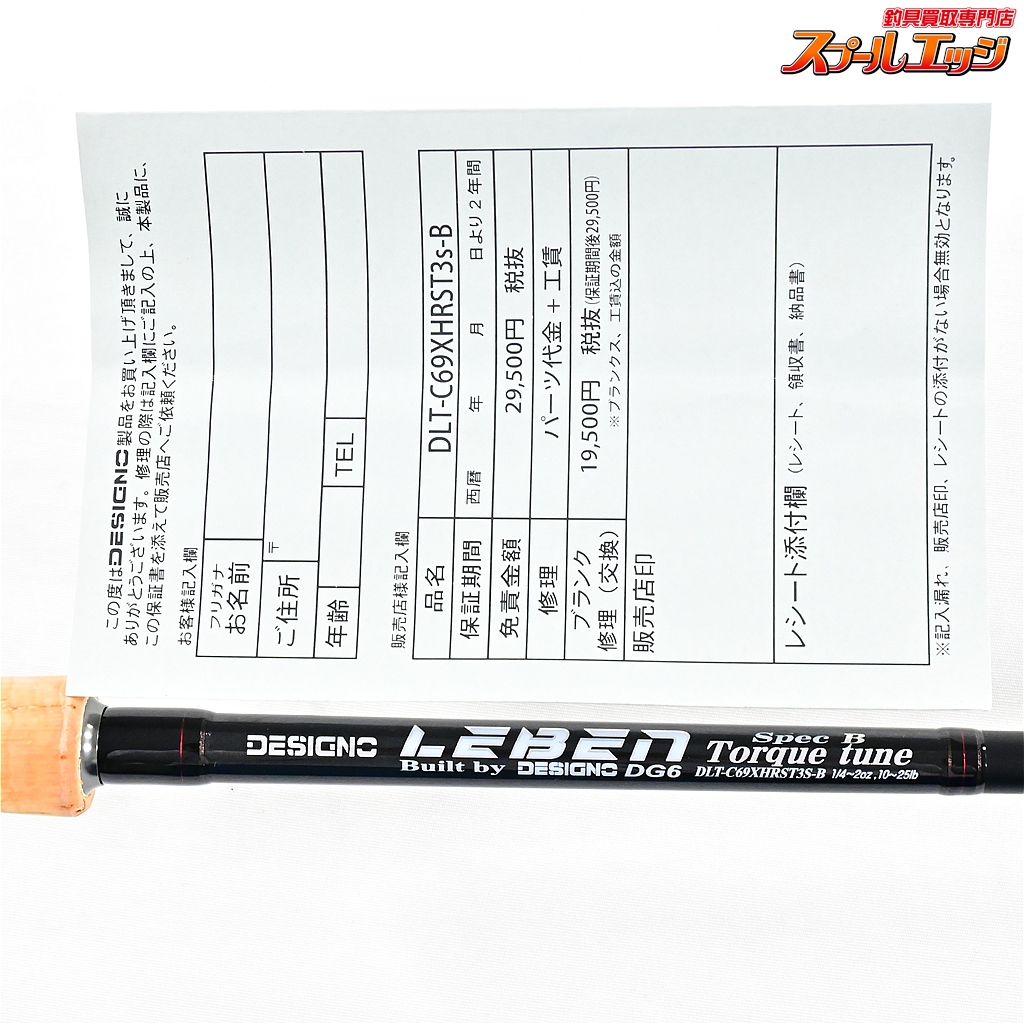 釣具買取専門店
スプールエッジ
この度はDESIGNO製品をお買い上げ頂きまして、誠に
ありがとうございます。修理の際は記入欄にご記入の上、本製品に、
この保証書を添えて販売店へご依頼ください。
お客様記入欄
フリガナ
お名前
ご住所 〒
年齢 TEL
販売店様記入欄
品名 DLT-C69XHRST3s-B
保証期間 西暦 年 月 日より2年間
免責金額 29,500円 税抜
修理 パーツ代金+工賃
ブランク
修理（交換） 19,500円 税抜(保証期間後29,500円)
※ブランクス、工賃込の金額
販売店印
レシート添付欄（レシート、領収書、納品書）
※記入漏れ、販売店印、レシートの添付がない場合無効となります。
DESIGNO LEBEN Spec B
Torque tune
Built by DESIGNO DG6 DLT-C69XHRST3S-B 1/4~2oz,10~25lb